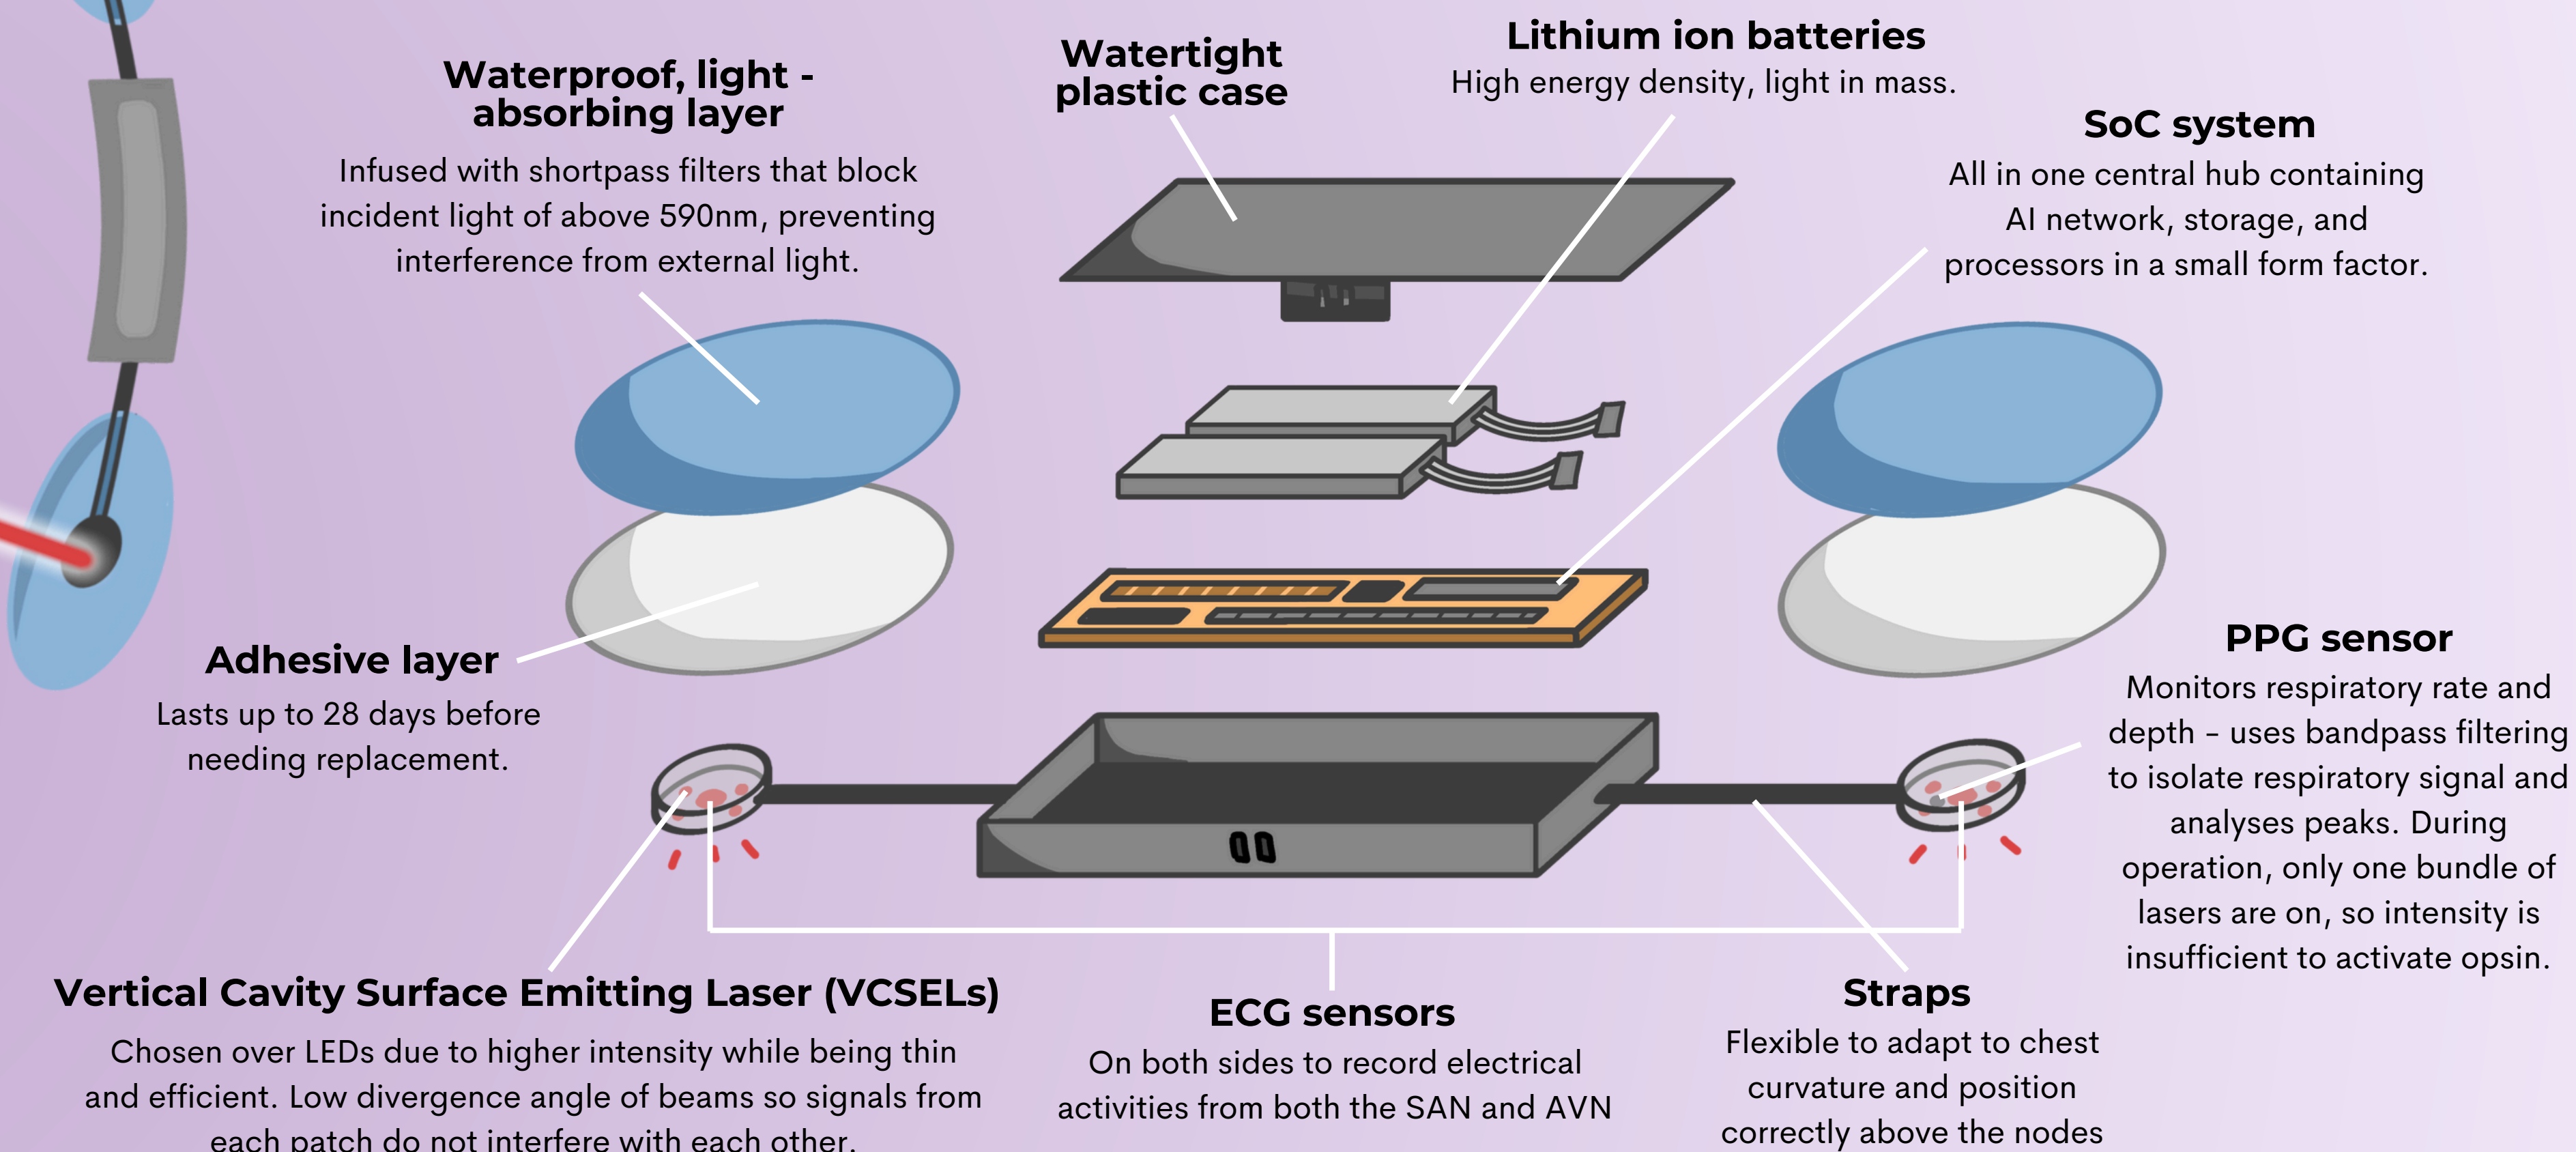 Waterproof, light -
absorbing layer
Infused with shortpass filters that block
incident light of above 590nm, preventing
interference from external light.
Watertight
plastic case
Lithium ion batteries
High energy density, light in mass.
SoC system
All in one central hub containing
AI network, storage, and
processors in a small form factor.
Adhesive layer
Lasts up to 28 days before
needing replacement.
PPG sensor
Monitors respiratory rate and
depth - uses bandpass filtering
to isolate respiratory signal and
analyses peaks. During
operation, only one bundle of
lasers are on, so intensity is
insufficient to activate opsin.
Vertical Cavity Surface Emitting Laser (VCSELs)
Chosen over LEDs due to higher intensity while being thin
and efficient. Low divergence angle of beams so signals from
each patch do not interfere with each other.
ECG sensors
On both sides to record electrical
activities from both the SAN and AVN
Straps
Flexible to adapt to chest
curvature and position
correctly above the nodes